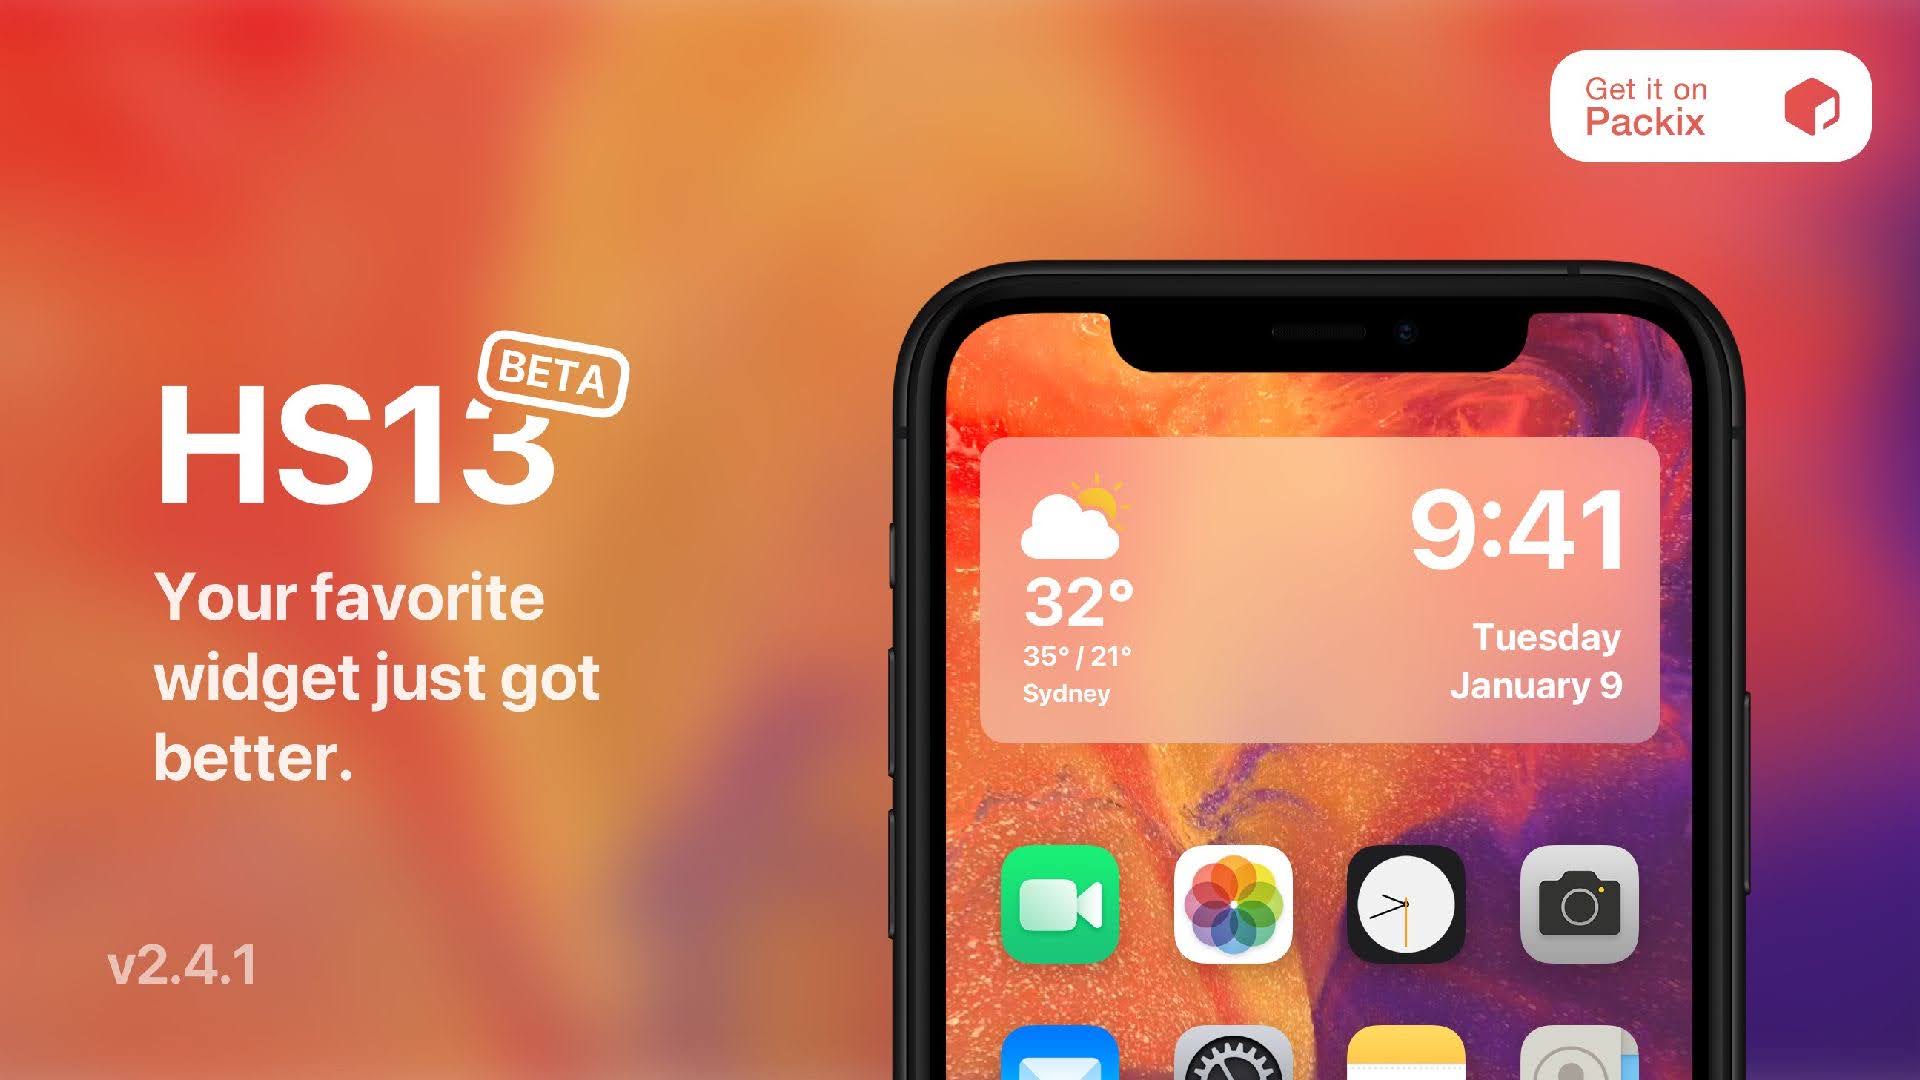 Get it on
Packix
BETA
HS13
Your favorite
widget just got
better.
v2.4.1
9:41
32°
35° / 21°
Sydney
Tuesday
January 9